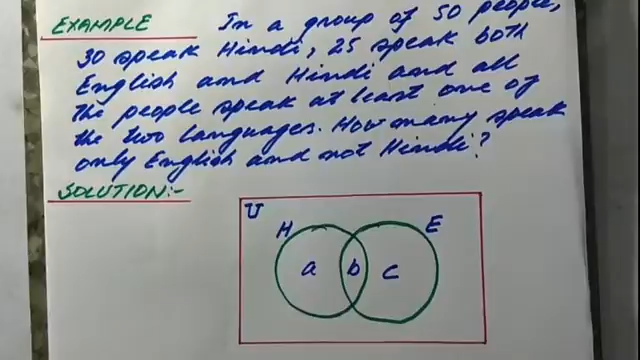 EXAMPLE In a group of 50 people,
30 speak Hindi, 25 speak both
English and Hindi and all
the people speak at least one of
the two languages. How many speak
only English and not Hindi?
SOLUTION:-
U
H E
a b c